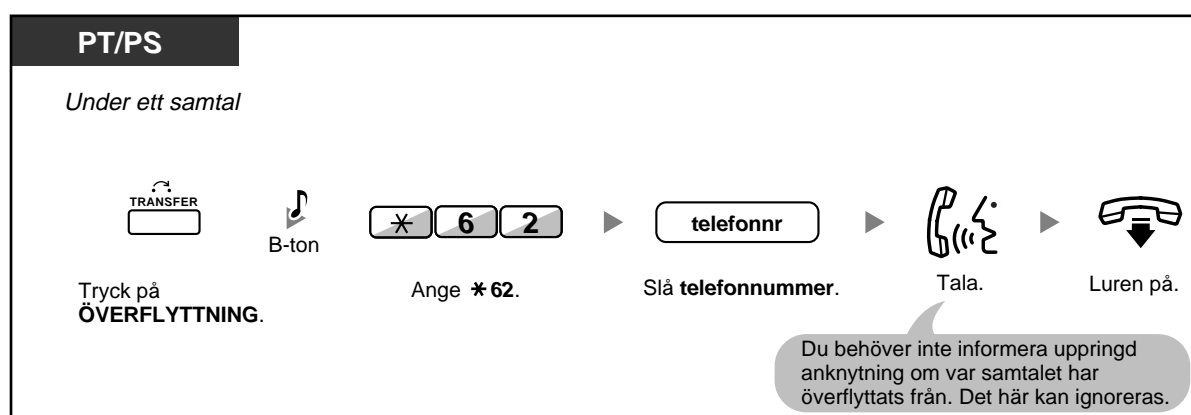 PT/PS
Under ett samtal
TRANSFER
B-ton
* 6 2
telefonnr
Tryck på
ÖVERFLYTTNING.
Ange *62.
Slå telefonnummer.
Tala.
Luren på.
Du behöver inte informera uppringd
anknytning om var samtalet har
överflyttats från. Det här kan ignoreras.